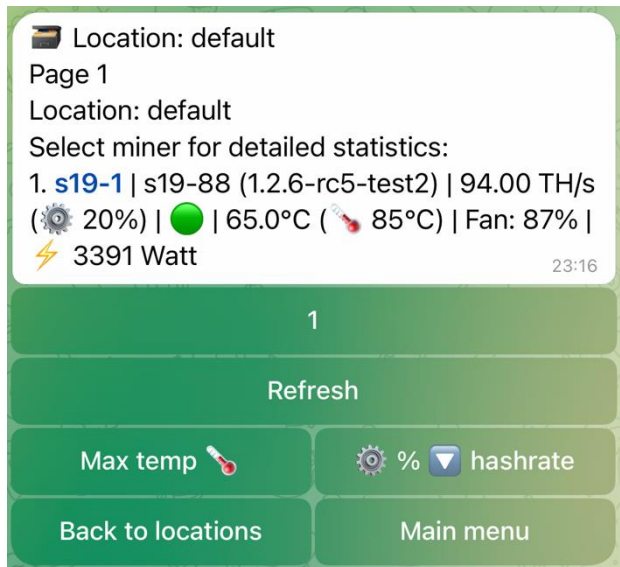 🗃️ Location: default
Page 1
Location: default
Select miner for detailed statistics:
1. s19-1 | s19-88 (1.2.6-rc5-test2) | 94.00 TH/s
(⚙️ 20%) | 🟢 | 65.0°C (🌡️ 85°C) | Fan: 87% |
⚡ 3391 Watt
23:16
1
Refresh
Max temp 🌡️
⚙️ % 🔽 hashrate
Back to locations
Main menu